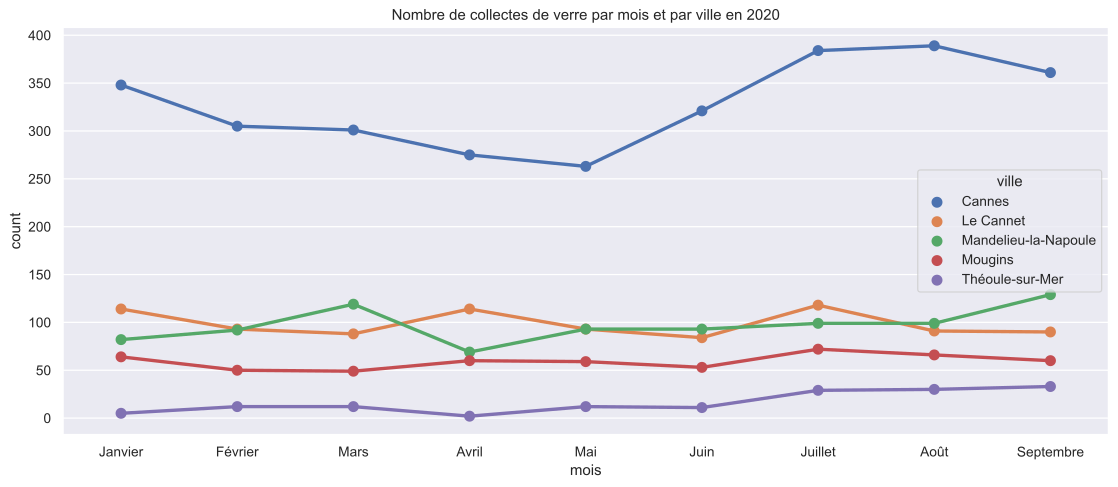 Nombre de collectes de verre par mois et par ville en 2020
count
400
350
300
250
200
150
100
50
0
ville
Cannes
Le Cannet
Mandelieu-la-Napoule
Mougins
Théoule-sur-Mer
Janvier Février Mars Avril Mai Juin Juillet Août Septembre
mois